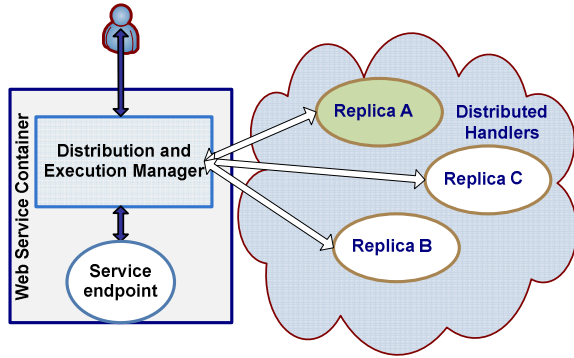 Web Service Container
Distribution and
Execution Manager
Service
endpoint
Replica A
Distributed
Handlers
Replica C
Replica B